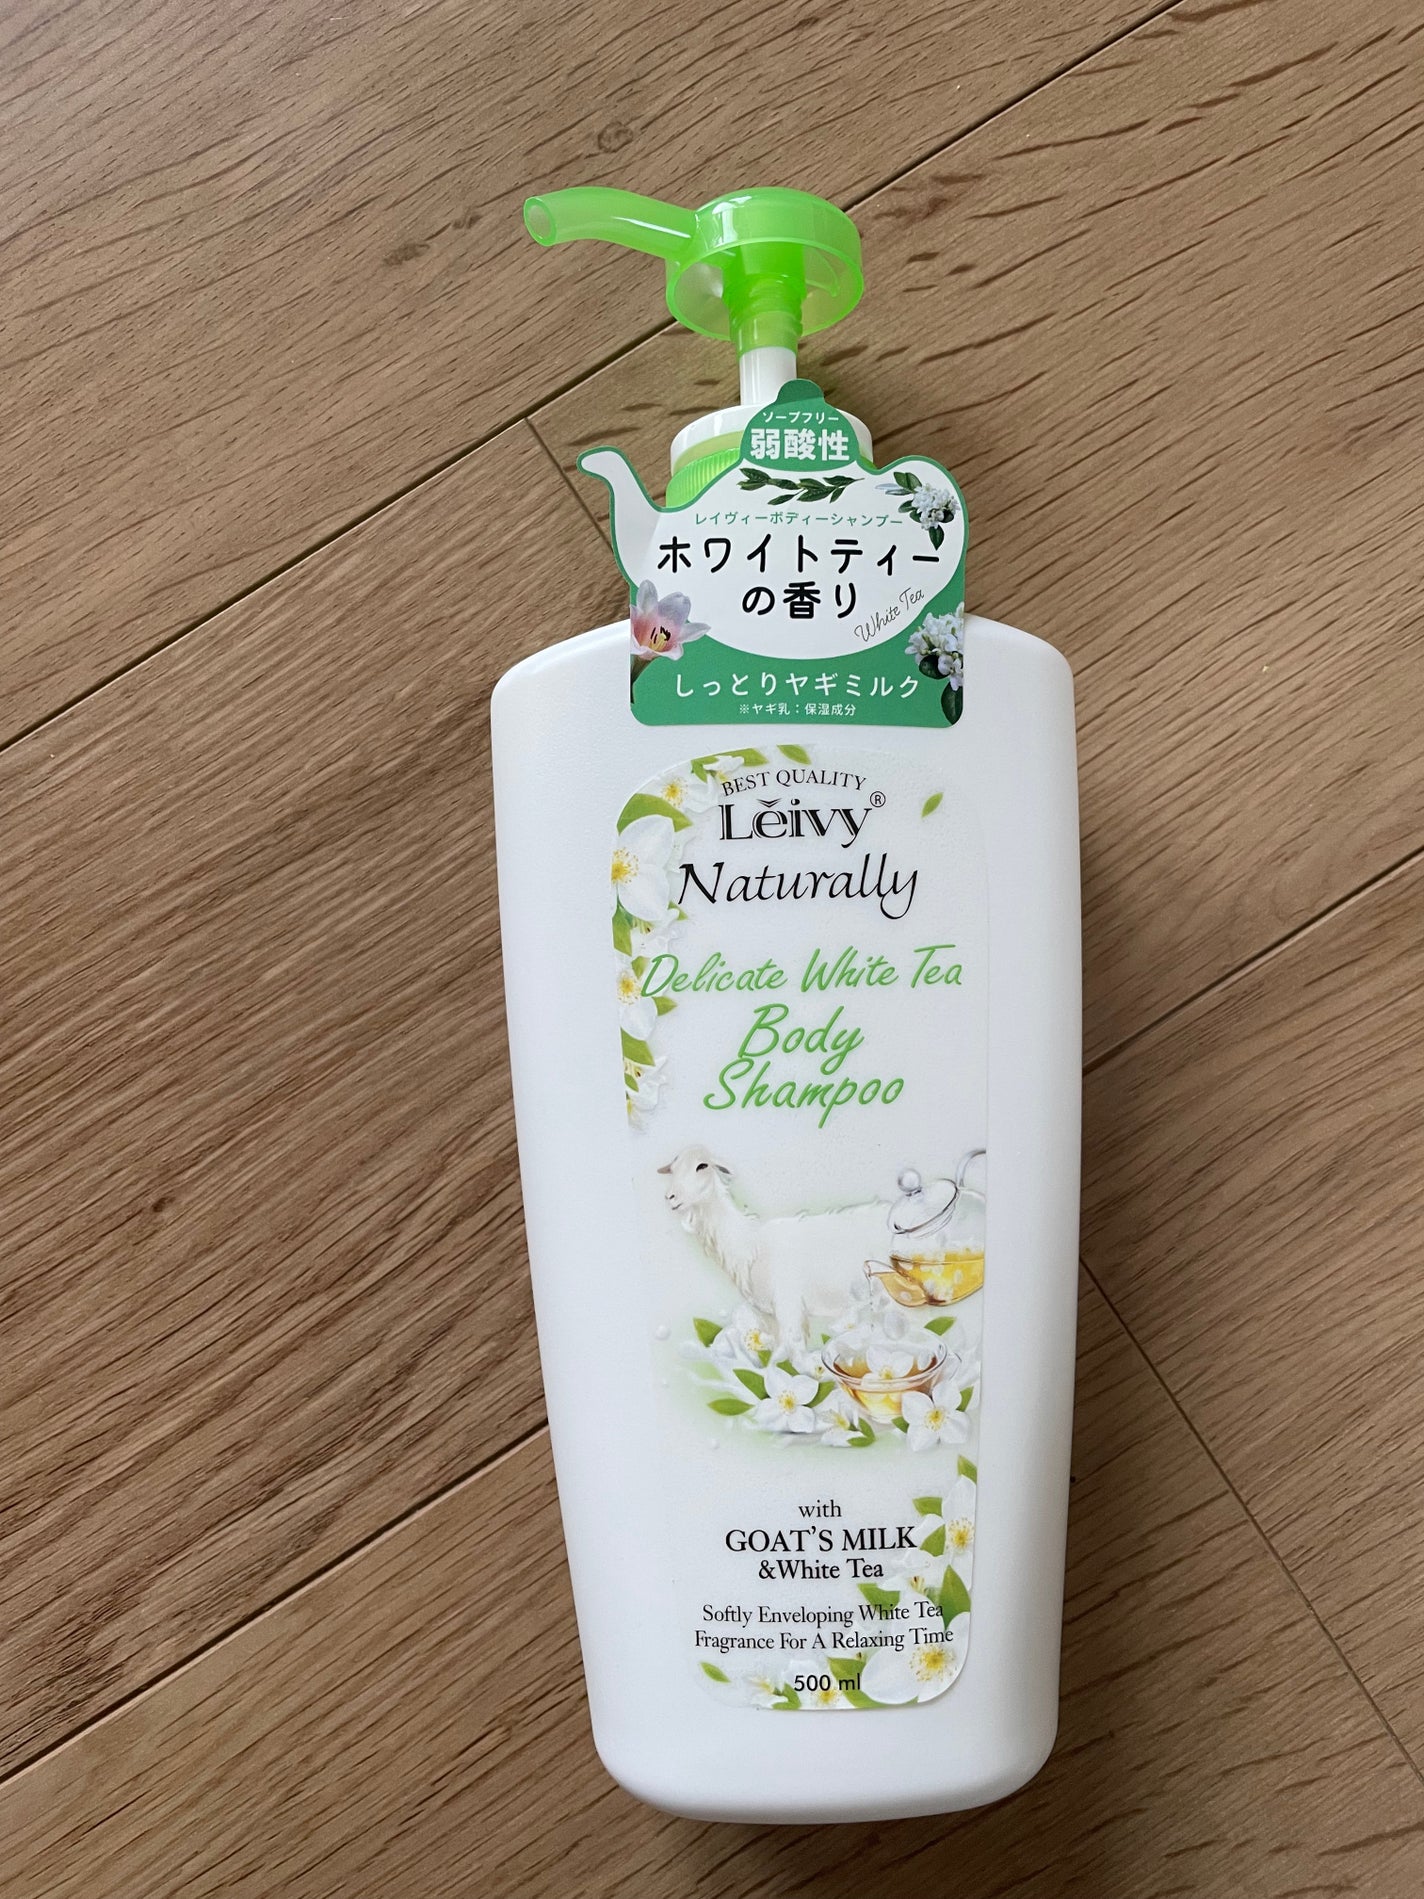 ソープフリー
弱酸性
レイヴィーボディーシャンプー
ホワイトティー
の香り
White Tea
しっとりヤギミルク
※ヤギ乳：保湿成分
BEST QUALITY
Lěivy®
Naturally
Delicate White Tea
Body
Shampoo
with
GOAT'S MILK
&White Tea
Softly Enveloping White Tea
Fragrance For A Relaxing Time
500 ml